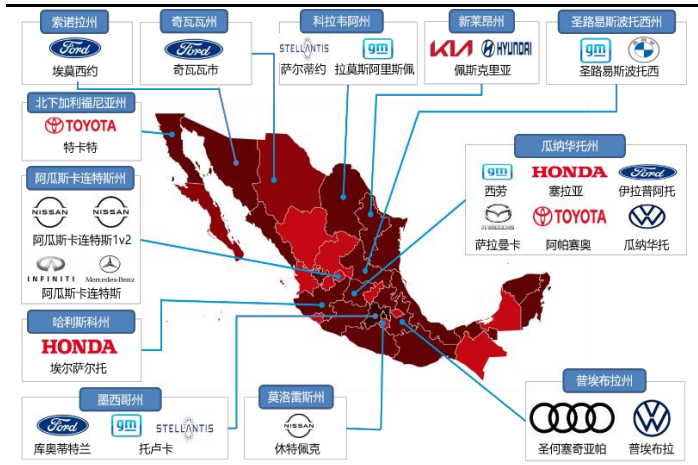 索诺拉州
Ford
埃莫西约
奇瓦瓦州
Ford
奇瓦瓦市
科拉韦阿州
STELLANTIS gm
萨尔蒂约 拉莫斯阿里斯佩
新莱昂州
KIA HYUNDAI
佩斯克里亚
圣路易斯波托西州
gm BMW
圣路易斯波托西
北下加利福尼亚州
TOYOTA
特卡特
阿瓜斯卡连特斯州
NISSAN NISSAN
阿瓜斯卡连特斯1v2
INFINITI Mercedes-Benz
阿瓜斯卡连特斯
瓜纳华托州
gm HONDA Ford
西劳 塞拉亚 伊拉普阿托
mazda TOYOTA
萨拉曼卡 阿帕赛奥 瓜纳华托
哈利斯科州
HONDA
埃尔萨尔托
墨西哥州
Ford gm STELLANTIS
库奥蒂特兰 托卢卡
莫洛雷斯州
NISSAN
休特佩克
普埃布拉州
圣何塞奇亚帕 普埃布拉